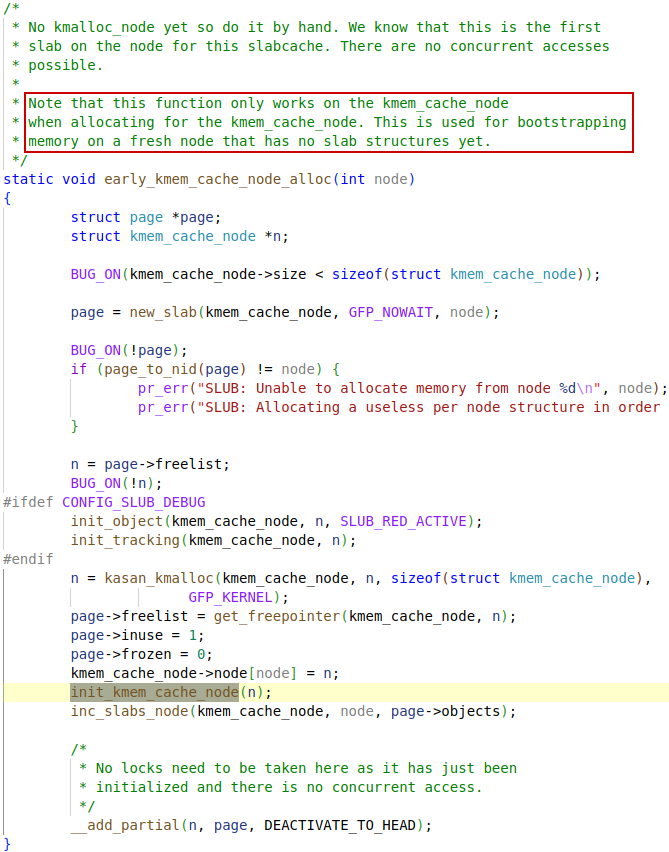 /*
 * No kmalloc_node yet so do it by hand. We know that this is the first
 * slab on the node for this slabcache. There are no concurrent accesses
 * possible.
 *
 * Note that this function only works on the kmem_cache_node
 * when allocating for the kmem_cache_node. This is used for bootstrapping
 * memory on a fresh node that has no slab structures yet.
 */
static void early_kmem_cache_node_alloc(int node)
{
        struct page *page;
        struct kmem_cache_node *n;

        BUG_ON(kmem_cache_node->size < sizeof(struct kmem_cache_node));

        page = new_slab(kmem_cache_node, GFP_NOWAIT, node);

        BUG_ON(!page);
        if (page_to_nid(page) != node) {
                pr_err("SLUB: Unable to allocate memory from node %d\n", node);
                pr_err("SLUB: Allocating a useless per node structure in order
        }

        n = page->freelist;
        BUG_ON(!n);
#ifdef CONFIG_SLUB_DEBUG
        init_object(kmem_cache_node, n, SLUB_RED_ACTIVE);
        init_tracking(kmem_cache_node, n);
#endif
        n = kasan_kmalloc(kmem_cache_node, n, sizeof(struct kmem_cache_node),
                      GFP_KERNEL);
        page->freelist = get_freepointer(kmem_cache_node, n);
        page->inuse = 1;
        page->frozen = 0;
        kmem_cache_node->node[node] = n;
        init_kmem_cache_node(n);
        inc_slabs_node(kmem_cache_node, node, page->objects);

        /*
         * No locks need to be taken here as it has just been
         * initialized and there is no concurrent access.
         */
        __add_partial(n, page, DEACTIVATE_TO_HEAD);
}